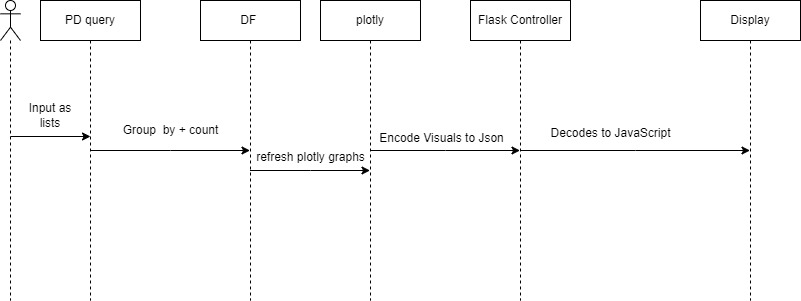 PD query
DF
plotly
Flask Controller
Display
Input as
lists
Group  by + count
refresh plotly graphs
Encode Visuals to Json
Decodes to JavaScript